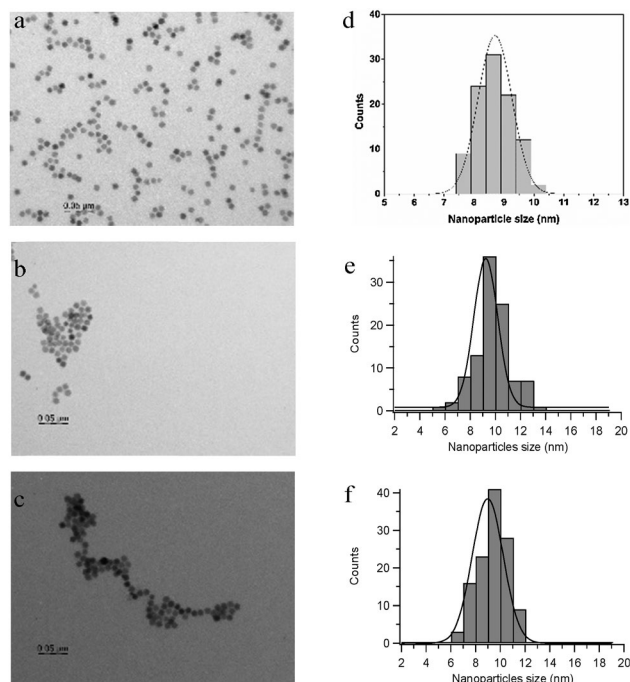 a
0.05 µm
b
0.05 µm
c
0.05 µm
d
Counts
40
30
20
10
0
5 6 7 8 9 10 11 12 13
Nanoparticle size (nm)
e
Counts
30
20
10
0
2 4 6 8 10 12 14 16 18 20
Nanoparticles size (nm)
f
Counts
40
30
20
10
0
2 4 6 8 10 12 14 16 18 20
Nanoparticles size (nm)